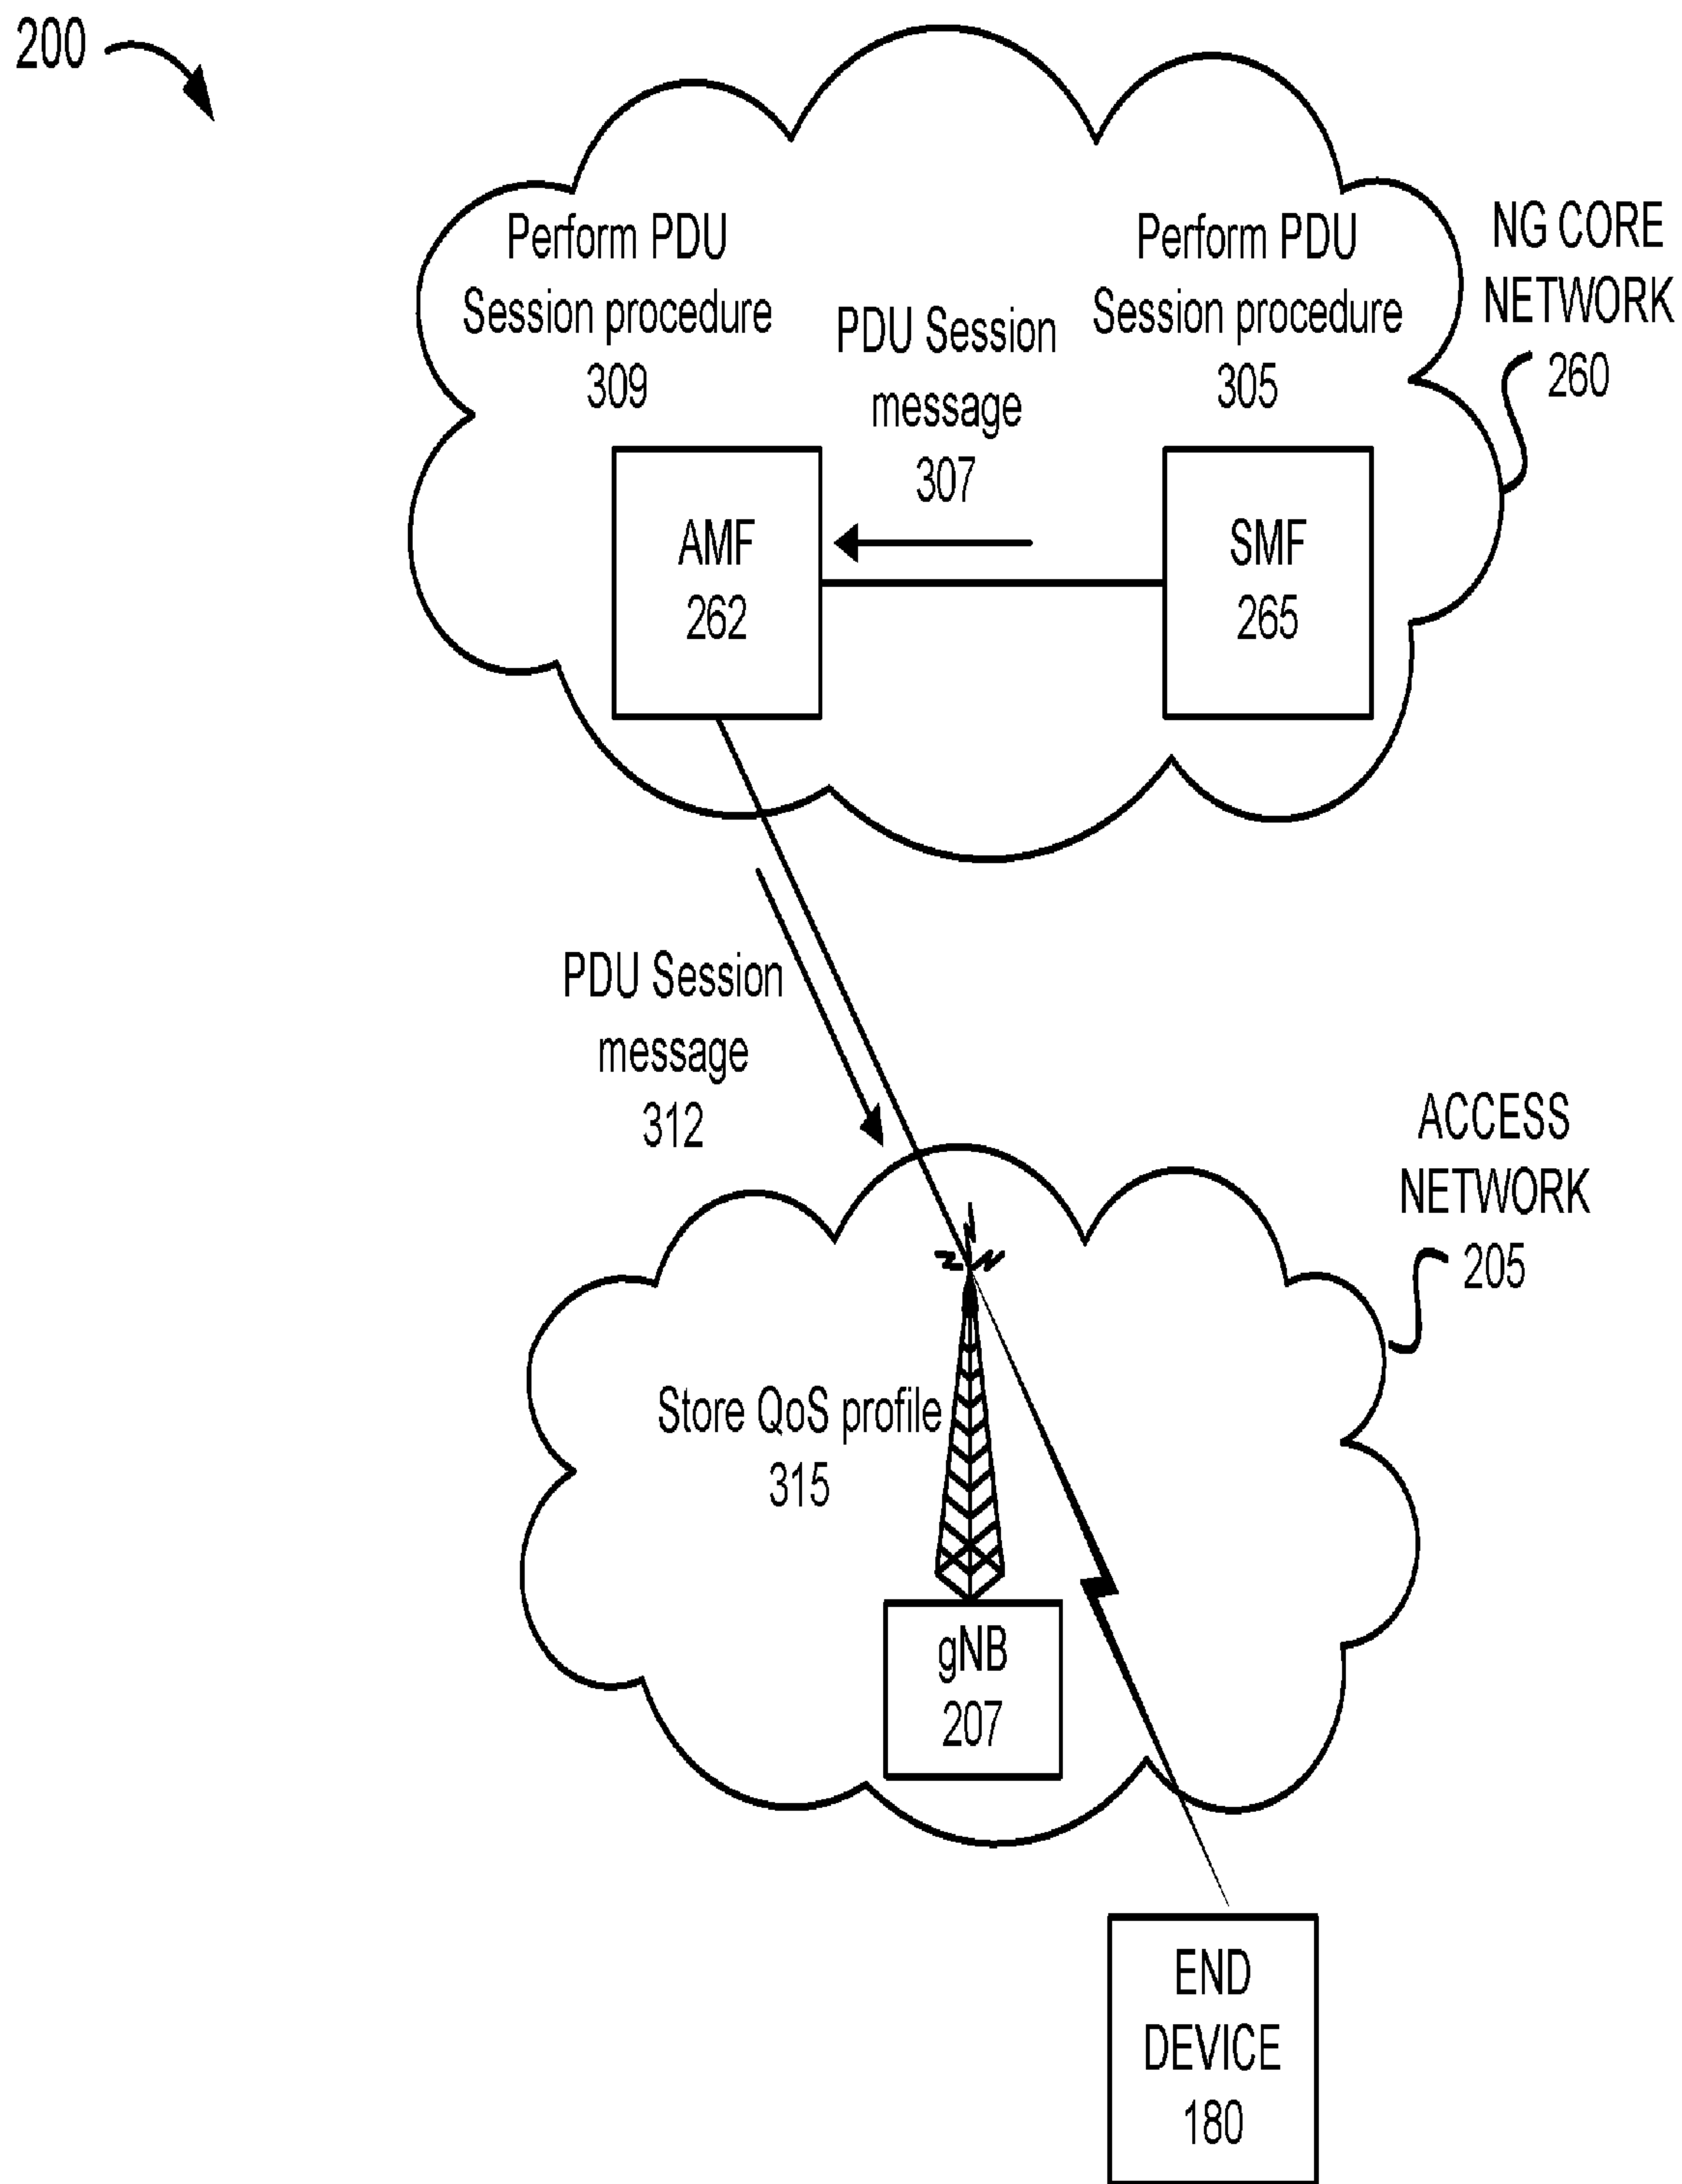 200
Perform PDU
Session procedure
309
PDU Session
message
307
Perform PDU
Session procedure
305
NG CORE
NETWORK
260
AMF
262
SMF
265
PDU Session
message
312
ACCESS
NETWORK
205
Store QoS profile
315
gNB
207
END
DEVICE
180